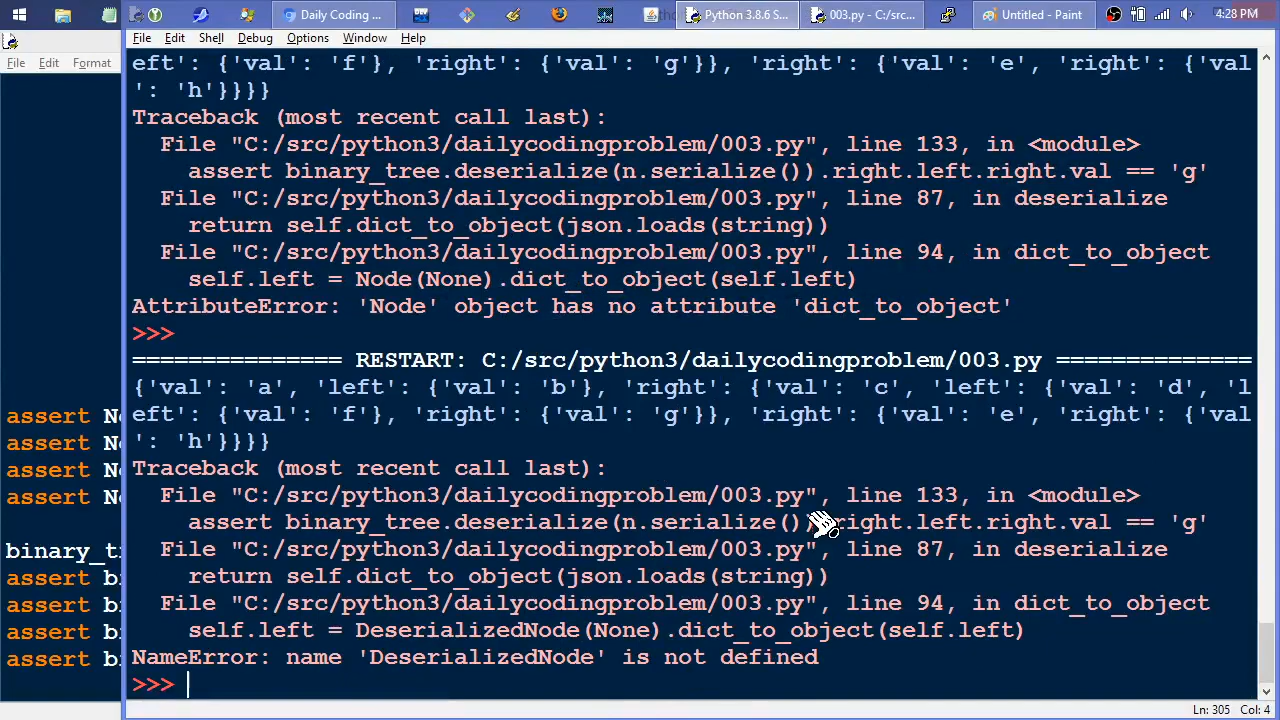 Daily Coding ...
Python 3.8.6 S...
003.py - C:/src/...
Untitled - Paint
4:28 PM
File Edit Shell Debug Options Window Help
File Edit Format
eft': {'val': 'f'}, 'right': {'val': 'g'}}, 'right': {'val': 'e', 'right': {'val
': 'h'}}}}
Traceback (most recent call last):
  File "C:/src/python3/dailycodingproblem/003.py", line 133, in <module>
    assert binary_tree.deserialize(n.serialize()).right.left.right.val == 'g'
  File "C:/src/python3/dailycodingproblem/003.py", line 87, in deserialize
    return self.dict_to_object(json.loads(string))
  File "C:/src/python3/dailycodingproblem/003.py", line 94, in dict_to_object
    self.left = Node(None).dict_to_object(self.left)
AttributeError: 'Node' object has no attribute 'dict_to_object'
>>>
=============== RESTART: C:/src/python3/dailycodingproblem/003.py ==============
{'val': 'a', 'left': {'val': 'b'}, 'right': {'val': 'c', 'left': {'val': 'd', 'l
eft': {'val': 'f'}, 'right': {'val': 'g'}}, 'right': {'val': 'e', 'right': {'val
': 'h'}}}}
Traceback (most recent call last):
  File "C:/src/python3/dailycodingproblem/003.py", line 133, in <module>
    assert binary_tree.deserialize(n.serialize()).right.left.right.val == 'g'
  File "C:/src/python3/dailycodingproblem/003.py", line 87, in deserialize
    return self.dict_to_object(json.loads(string))
  File "C:/src/python3/dailycodingproblem/003.py", line 94, in dict_to_object
    self.left = DeserializedNode(None).dict_to_object(self.left)
NameError: name 'DeserializedNode' is not defined
>>>
assert
assert
assert
assert
assert
assert
assert
assert
Ln: 305 Col: 4